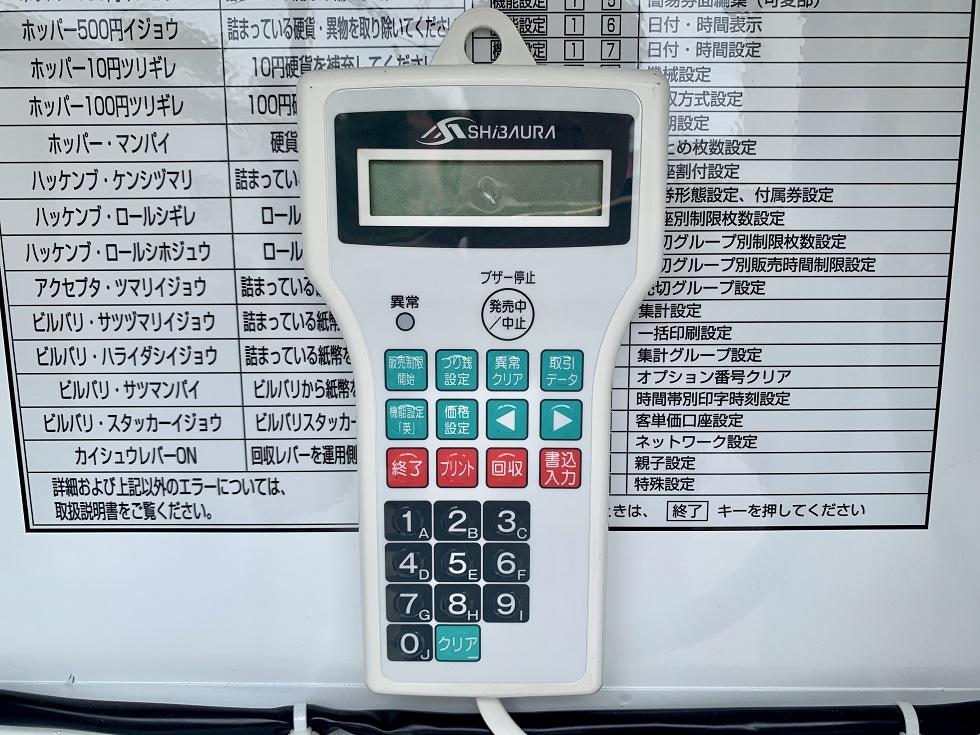 ホッパー500円イジョウ
詰まっている硬貨・異物を取り除いてくだ
ホッパー10円ツリギレ
10円硬貨を補充してください
ホッパー100円ツリギレ
100円
ホッパー・マンパイ
硬貨
ハッケンブ・ケンシヅマリ
詰まってい
ハッケンブ・ロールシギレ
ロール
ハッケンブ・ロールシホジュウ
ロール
アクセプタ・ツマリイジョウ
詰まっている
ビルバリ・サツヅマリイジョウ
詰まっている紙幣
ビルバリ・ハライダシイジョウ
詰まっている紙幣を
ビルバリ・サツマンパイ
ビルバリから紙幣を
ビルバリ・スタッカーイジョウ
ビルバリスタッカー
カイシュウレバーON
回収レバーを運用側
詳細および上記以外のエラーについては、
取扱説明書をご覧ください。
機能設定 1 5 簡易券面編集（可変部）
能設定 1 6 日付・時間表示
定 1 7 日付・時間設定
機械設定
収方式設定
期設定
とめ枚数設定
座割付設定
券形態設定、付属券設定
座別制限枚数設定
切グループ別制限枚数設定
切グループ別販売時間制限設定
売切グループ設定
集計設定
一括印刷設定
集計グループ設定
オプション番号クリア
時間帯別印字時刻設定
客単価口座設定
ネットワーク設定
親子設定
特殊設定
ときは、 終了 キーを押してください
SHiBAURA
ブザー停止
異常
発売中
／中止
販売制限
開始
つり銭
設定
異常
クリア
取引
データ
機能設定
[英]
価格
設定
◀
▶
終了
プリント
回収
書込
入力
1A 2B 3C
4D 5E 6F
7G 8H 9I
0J クリア_